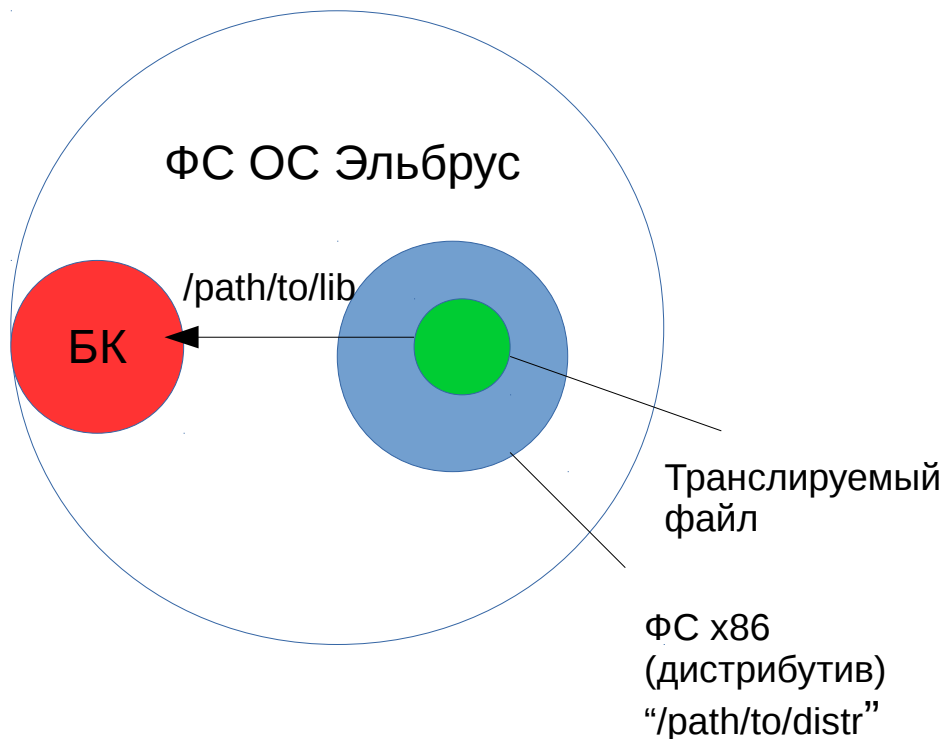 ФС ОС Эльбрус
/path/to/lib
БК
Транслируемый
файл
ФС x86
(дистрибутив)
“/path/to/distr”